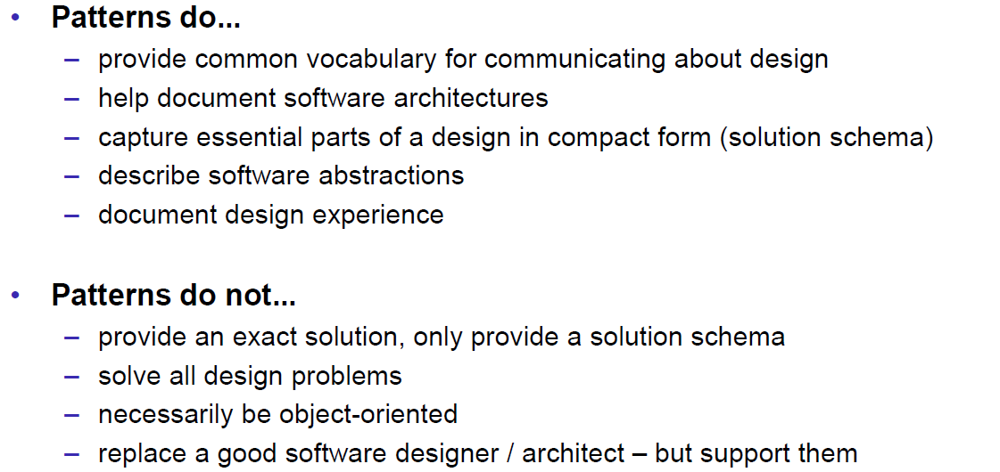 • Patterns do...
– provide common vocabulary for communicating about design
– help document software architectures
– capture essential parts of a design in compact form (solution schema)
– describe software abstractions
– document design experience
• Patterns do not...
– provide an exact solution, only provide a solution schema
– solve all design problems
– necessarily be object-oriented
– replace a good software designer / architect – but support them